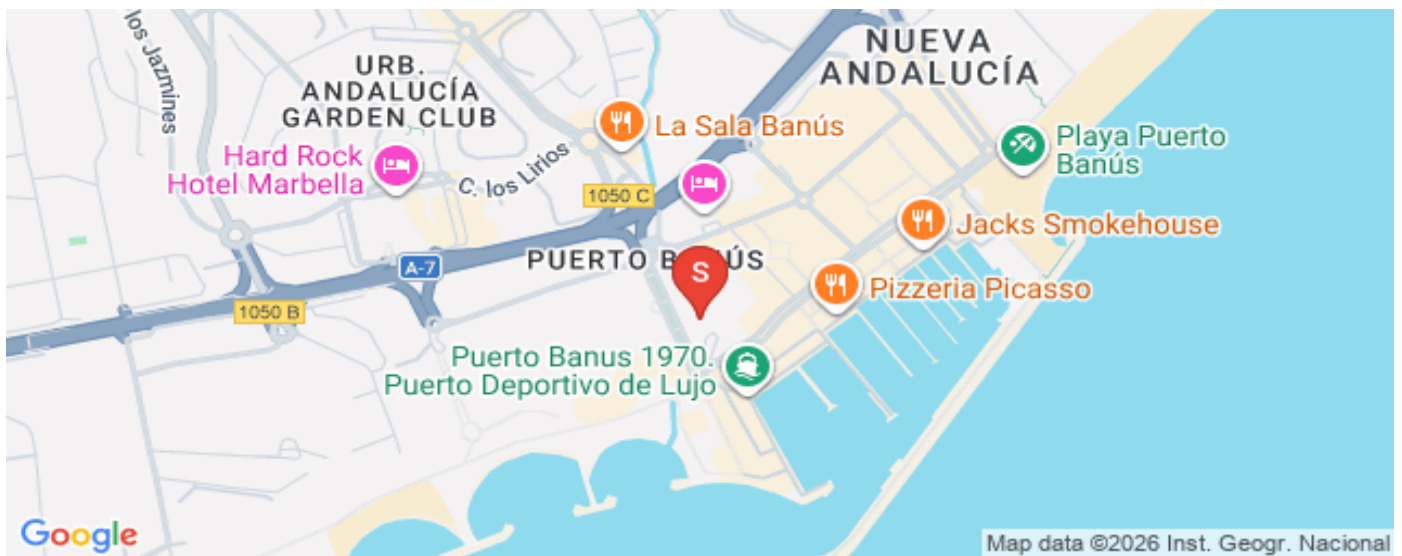 los Jazmines
URB.
ANDALUCÍA
GARDEN CLUB
NUEVA
ANDALUCÍA
La Sala Banús
Playa Puerto
Banús
Hard Rock
Hotel Marbella
C. los Lirios
1050 C
Jacks Smokehouse
A-7
PUERTO B
ÚS
S
Pizzeria Picasso
1050 B
Puerto Banus 1970.
Puerto Deportivo de Lujo
Google
Map data ©2026 Inst. Geogr. Nacional